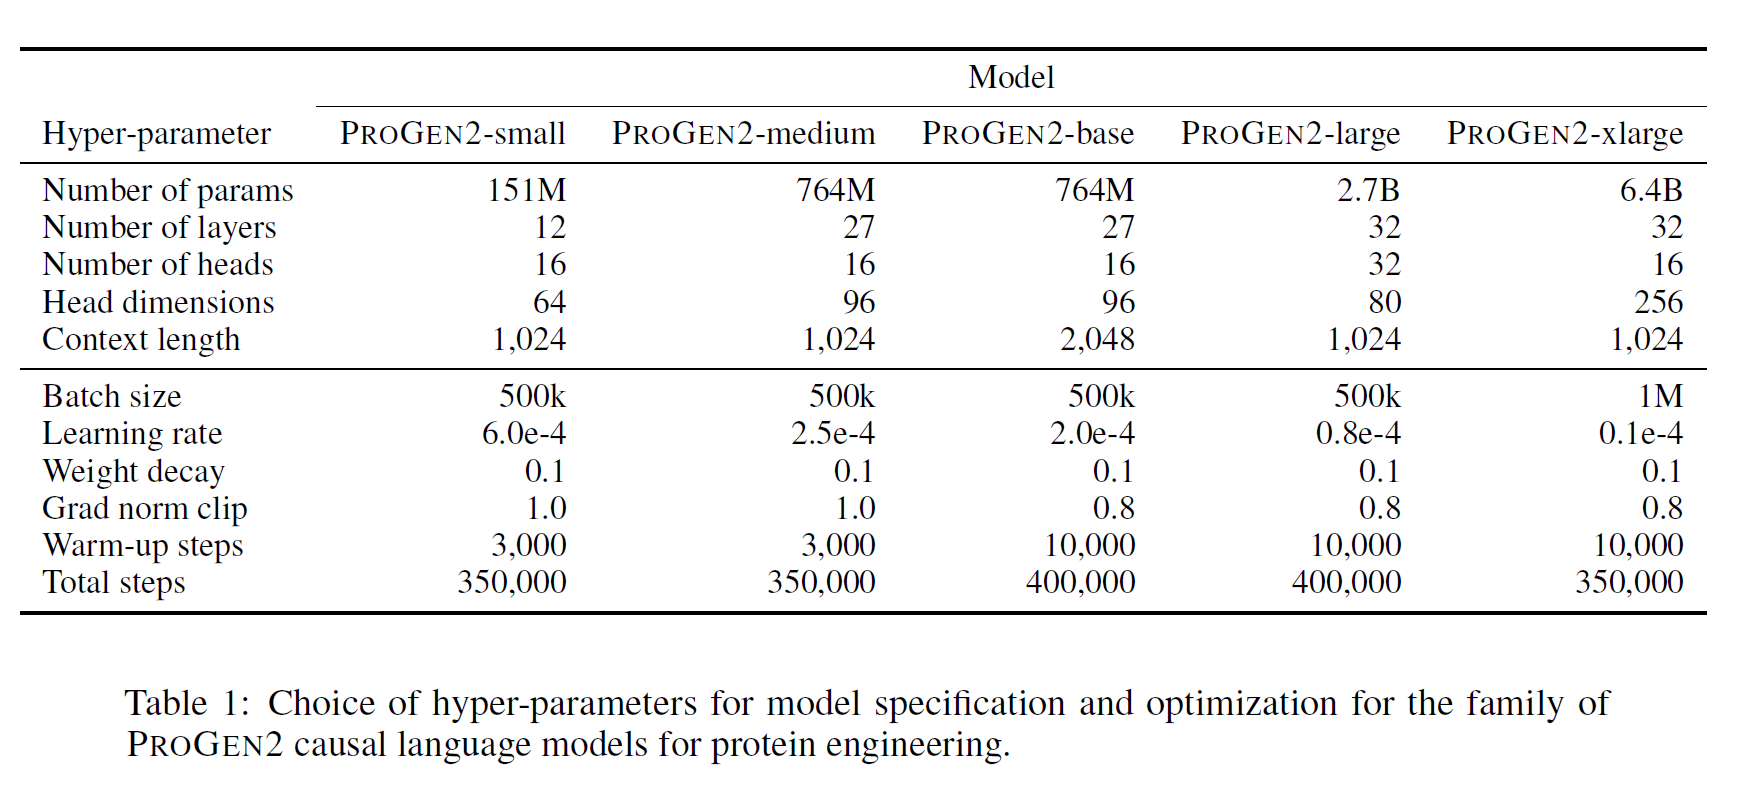 Model
Hyper-parameter PROGEN2-small PROGEN2-medium PROGEN2-base PROGEN2-large PROGEN2-xlarge
Number of params 151M 764M 764M 2.7B 6.4B
Number of layers 12 27 27 32 32
Number of heads 16 16 16 32 16
Head dimensions 64 96 96 80 256
Context length 1,024 1,024 2,048 1,024 1,024
Batch size 500k 500k 500k 500k 1M
Learning rate 6.0e-4 2.5e-4 2.0e-4 0.8e-4 0.1e-4
Weight decay 0.1 0.1 0.1 0.1 0.1
Grad norm clip 1.0 1.0 0.8 0.8 0.8
Warm-up steps 3,000 3,000 10,000 10,000 10,000
Total steps 350,000 350,000 400,000 400,000 350,000
Table 1: Choice of hyper-parameters for model specification and optimization for the family of
PROGEN2 causal language models for protein engineering.